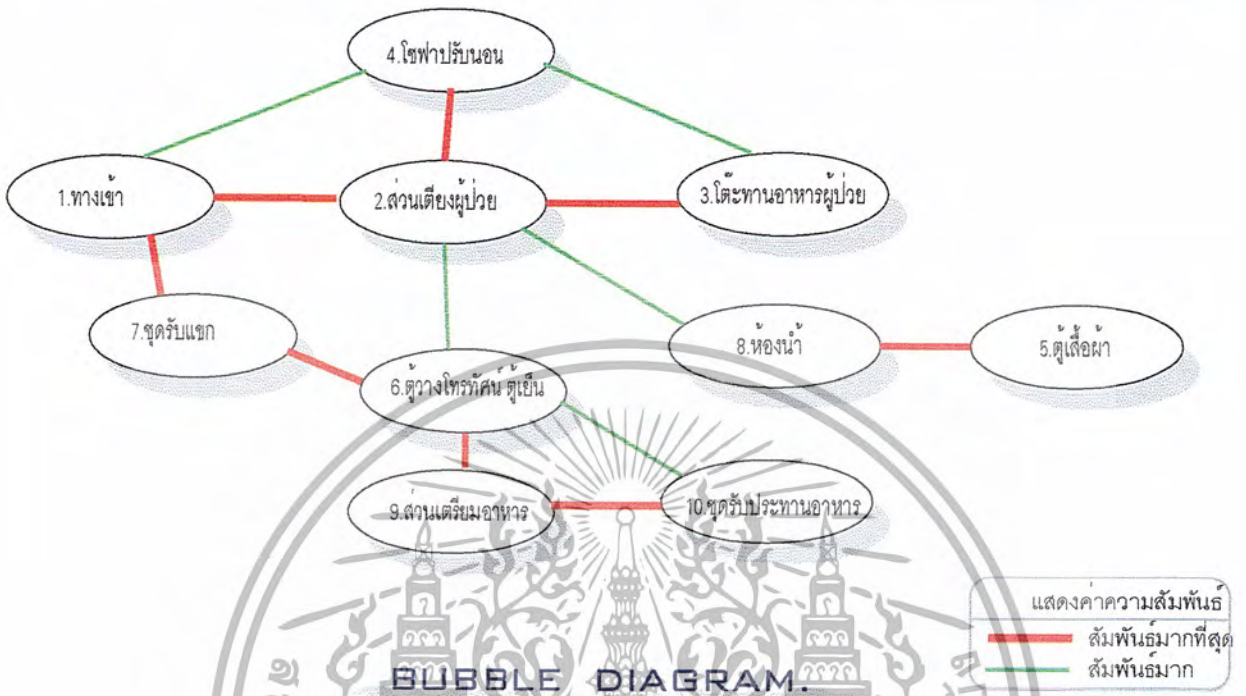 4.โซฟาปรับนอน
1.ทางเข้า
2.ส่วนเตียงผู้ป่วย
3.โต๊ะทานอาหารผู้ป่วย
7.ชุดรับแขก
8.ห้องน้ำ
5.ตู้เสื้อผ้า
6.ตู้วางโทรทัศน์ ตู้เย็น
9.ส่วนเตรียมอาหาร
10.ชุดรับประทานอาหาร
แสดงค่าความสัมพันธ์
สัมพันธ์มากที่สุด
สัมพันธ์มาก
BUBBLE DIAGRAM.